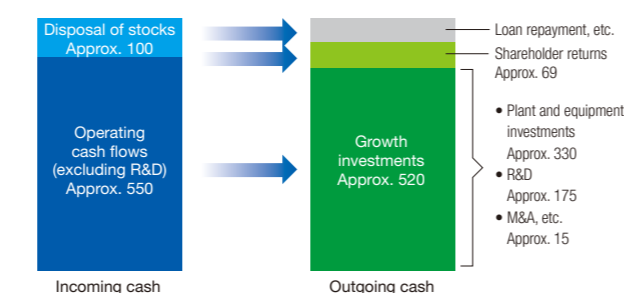 Disposal of stocks
Approx. 100
Operating
cash flows
(excluding R&D)
Approx. 550
Incoming cash
Growth
investments
Approx. 520
Outgoing cash
Loan repayment, etc.
Shareholder returns
Approx. 69
• Plant and equipment
investments
Approx. 330
• R&D
Approx. 175
• M&A, etc.
Approx. 15